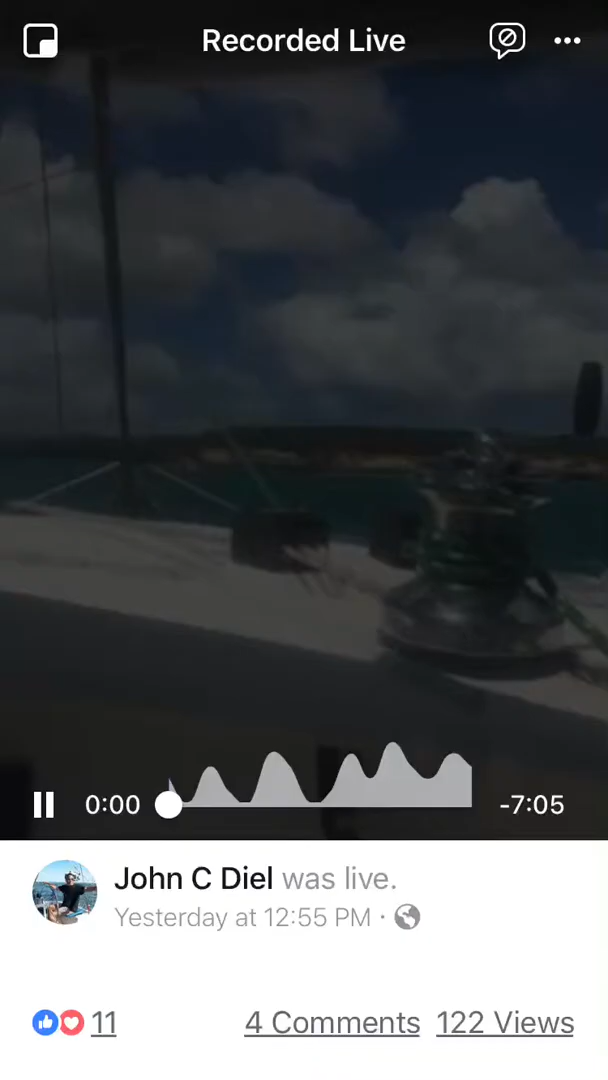 Recorded Live
0:00 -7:05
John C Diel was live.
Yesterday at 12:55 PM ·
11 4 Comments 122 Views